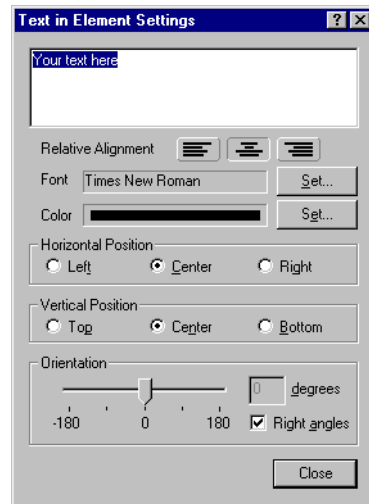 Text in Element Settings ? ×
Your text here
Relative Alignment
Font Times New Roman Set...
Color Set...
Horizontal Position
Left Center Right
Vertical Position
Top Center Bottom
Orientation
0 degrees
-180 0 180 Right angles
Close